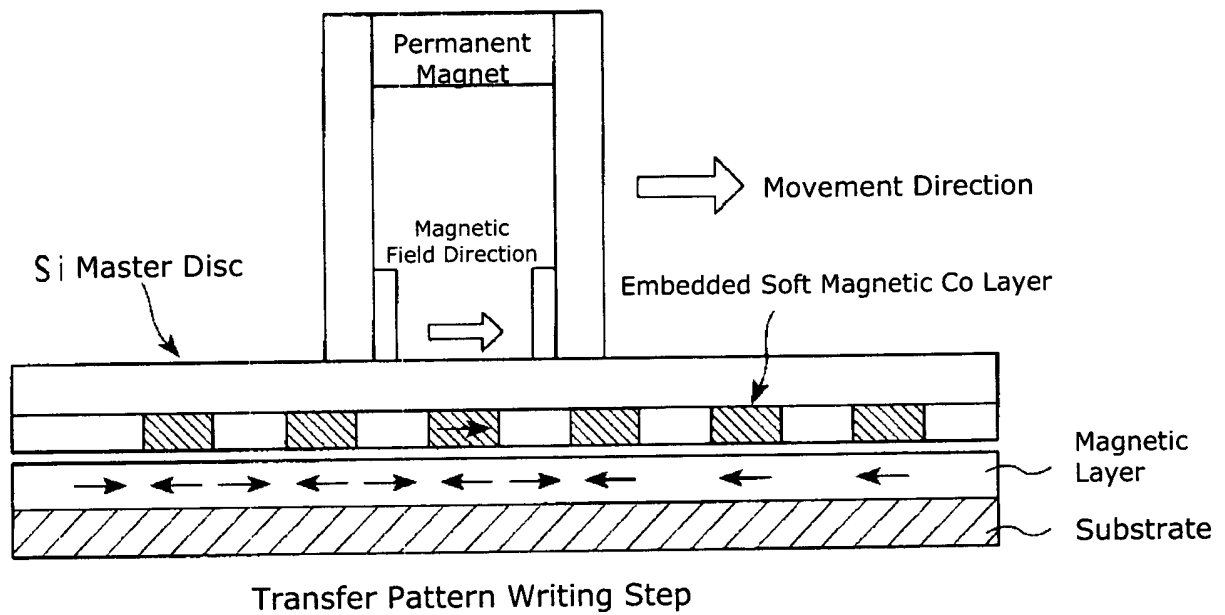 Permanent
Magnet
Movement Direction
Magnetic
Field Direction
Si Master Disc
Embedded Soft Magnetic Co Layer
Magnetic
Layer
Substrate
Transfer Pattern Writing Step